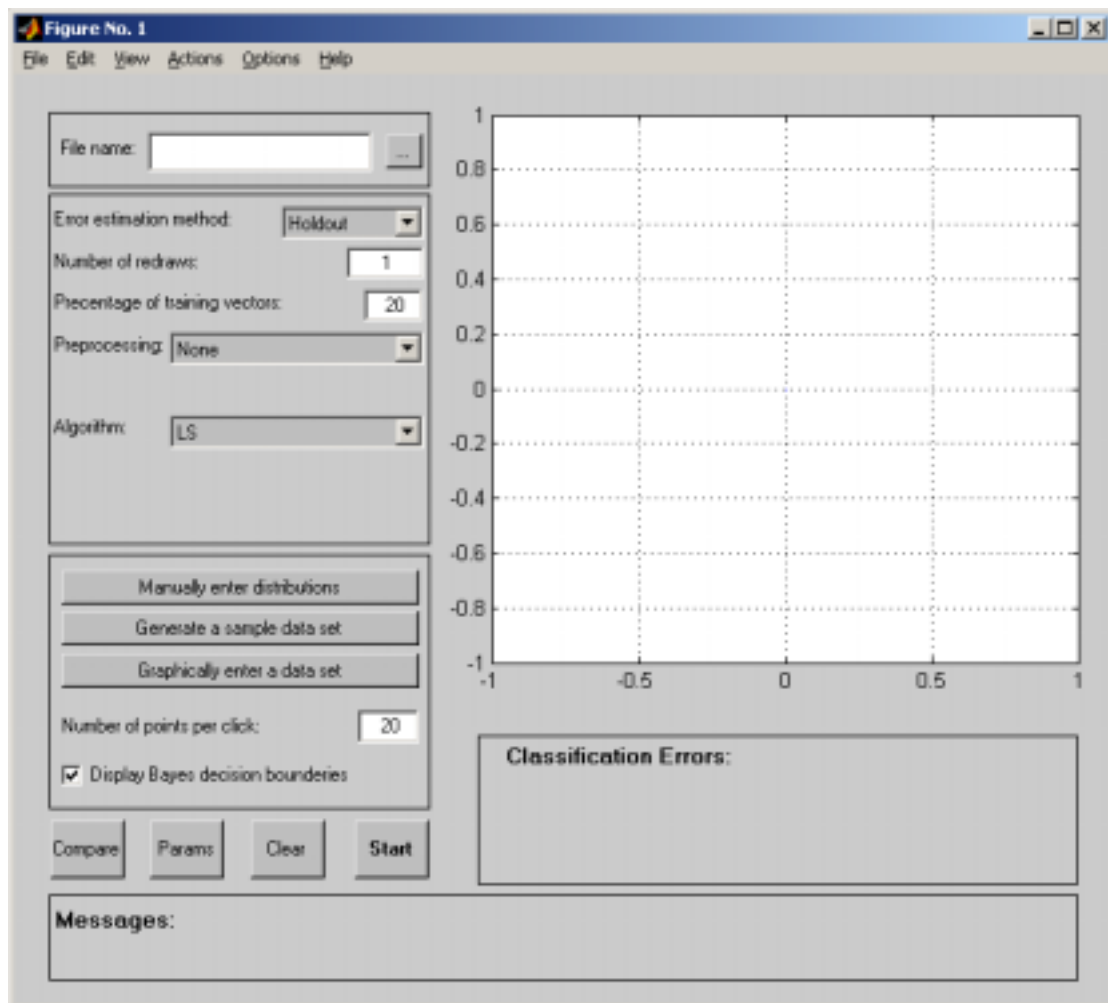 Figure No. 1
File Edit View Actions Options Help
File name:
...
Error estimation method: Holdout
Number of redraws: 1
Precentage of training vectors: 20
Preprocessing: None
Algorithm: LS
Manually enter distributions
Generate a sample data set
Graphically enter a data set
Number of points per click: 20
Display Bayes decision bounderies
Compare Params Clear Start
1
0.8
0.6
0.4
0.2
0
-0.2
-0.4
-0.6
-0.8
-1
-1 -0.5 0 0.5 1
Classification Errors:
Messages: